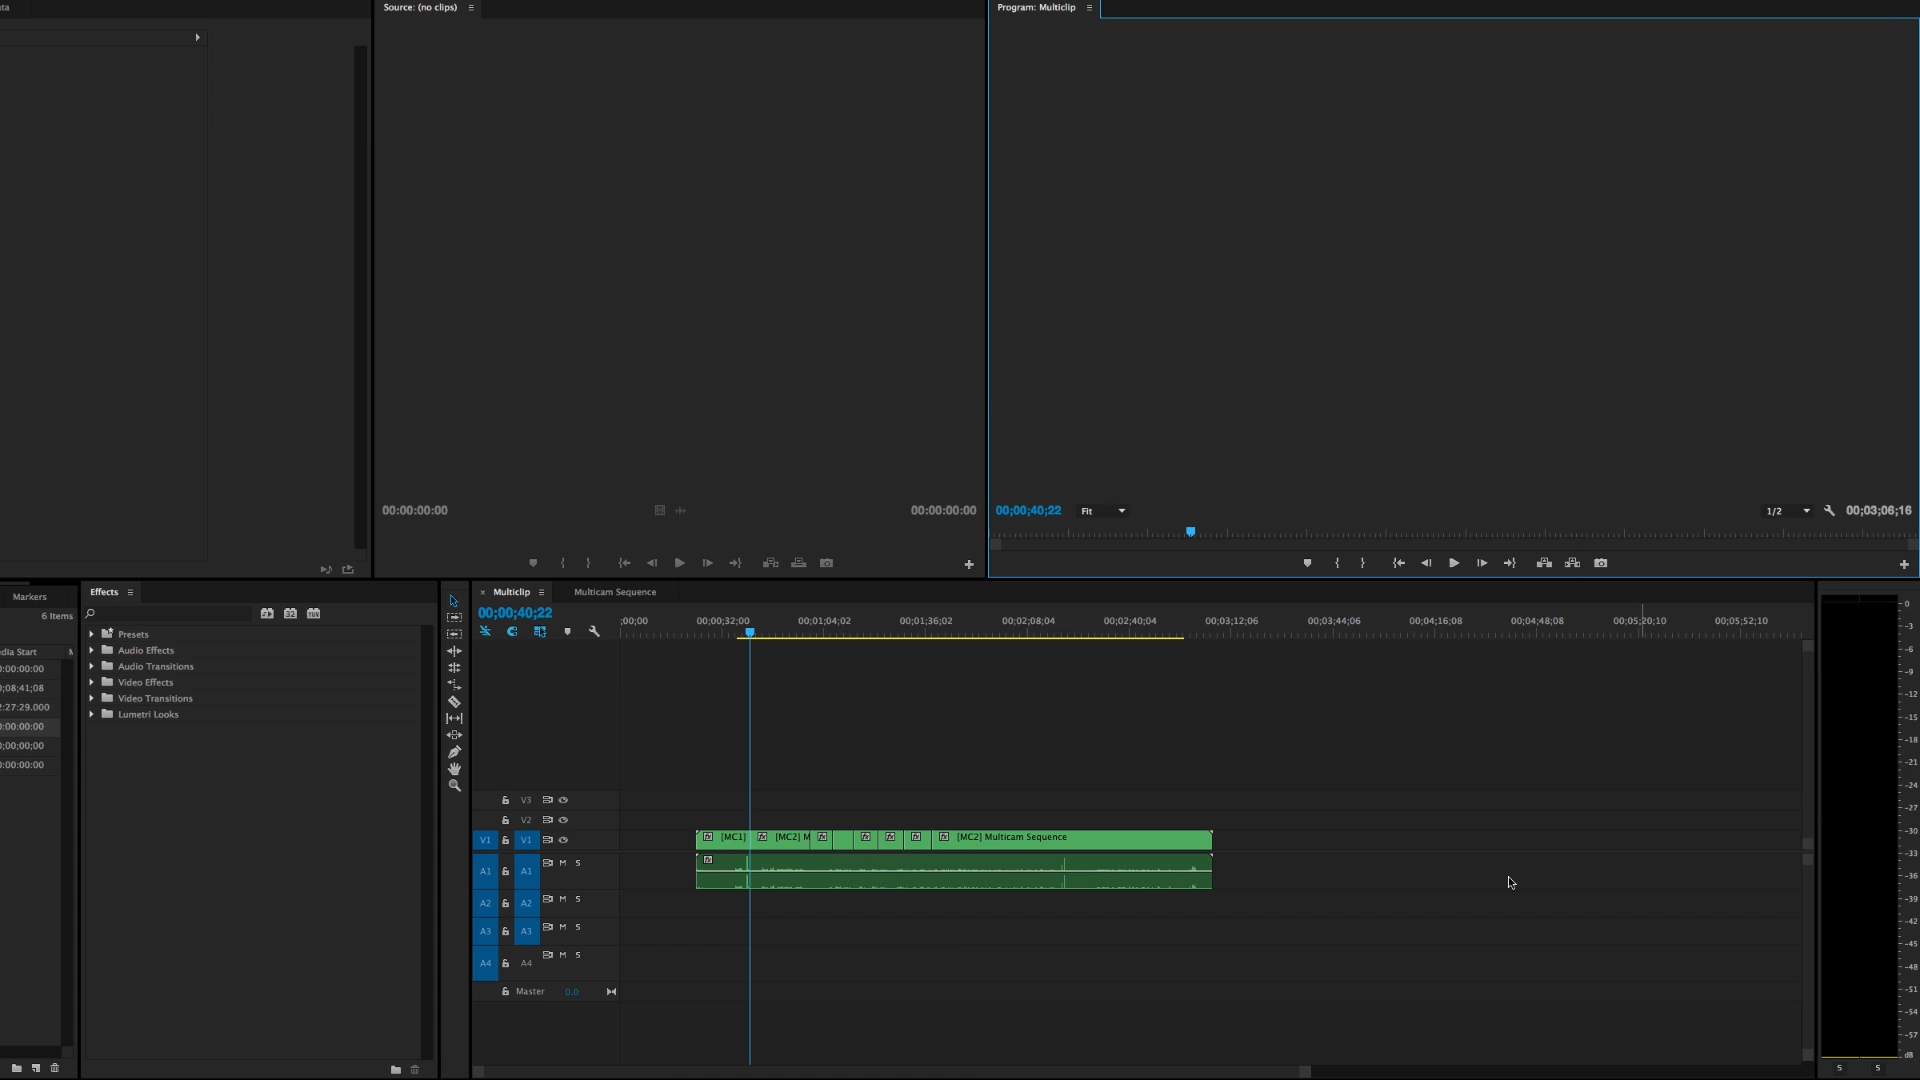 ta
Source: (no clips)
Program: Multiclip
00:00:00:00
00:00:00:00
00;00;40;22
Fit
1/2
00;03;06;16
Markers
6 Items
dia Start
:00:00:00
;08;41;08
:27:29.000
:00:00:00
;00;00;00
:00:00:00
Effects
Presets
Audio Effects
Audio Transitions
Video Effects
Video Transitions
Lumetri Looks
× Multiclip
Multicam Sequence
00;00;40;22
;00;00
00;00;32;00
00;01;04;02
00;01;36;02
00;02;08;04
00;02;40;04
00;03;12;06
00;03;44;06
00;04;16;08
00;04;48;08
00;05;20;10
00;05;52;10
V3
V2
V1 V1
[MC1]
[MC2] M
[MC2] Multicam Sequence
A1 A1 M S
A2 A2 M S
A3 A3 M S
A4 A4 M S
Master 0.0
0
-3
-6
-9
-12
-15
-18
-21
-24
-27
-30
-33
-36
-39
-42
-45
-48
-51
-54
-57
dB
S S